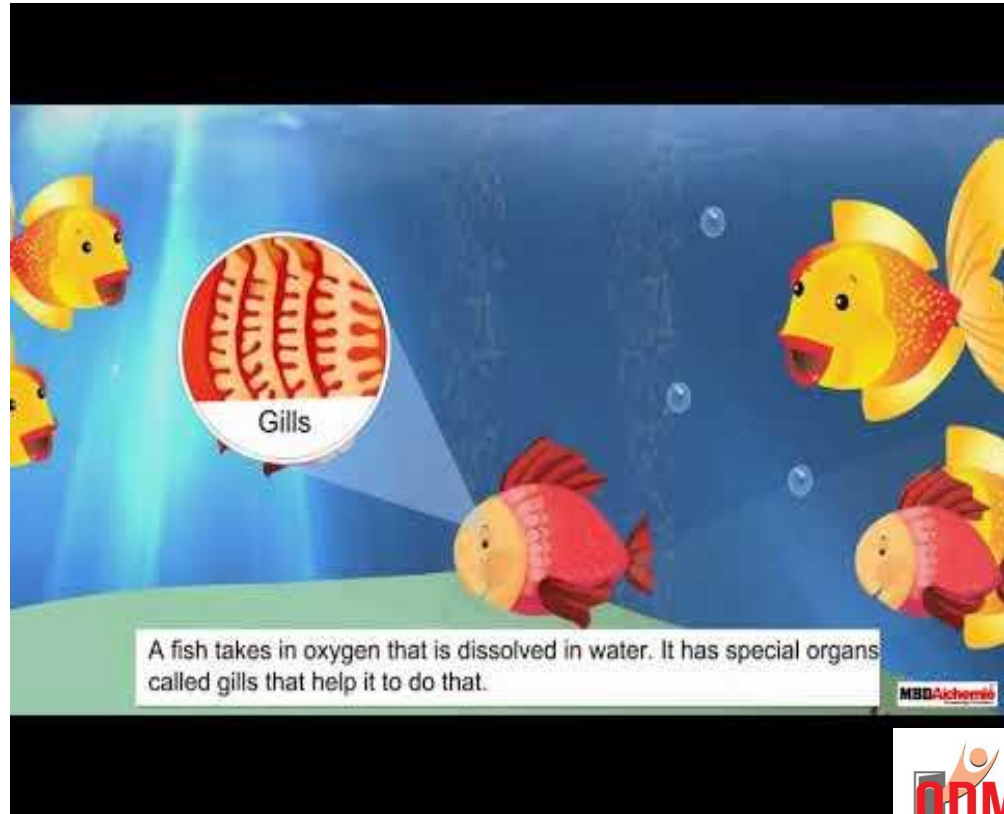 Gills
A fish takes in oxygen that is dissolved in water. It has special organs
called gills that help it to do that.
MBDAlchemie